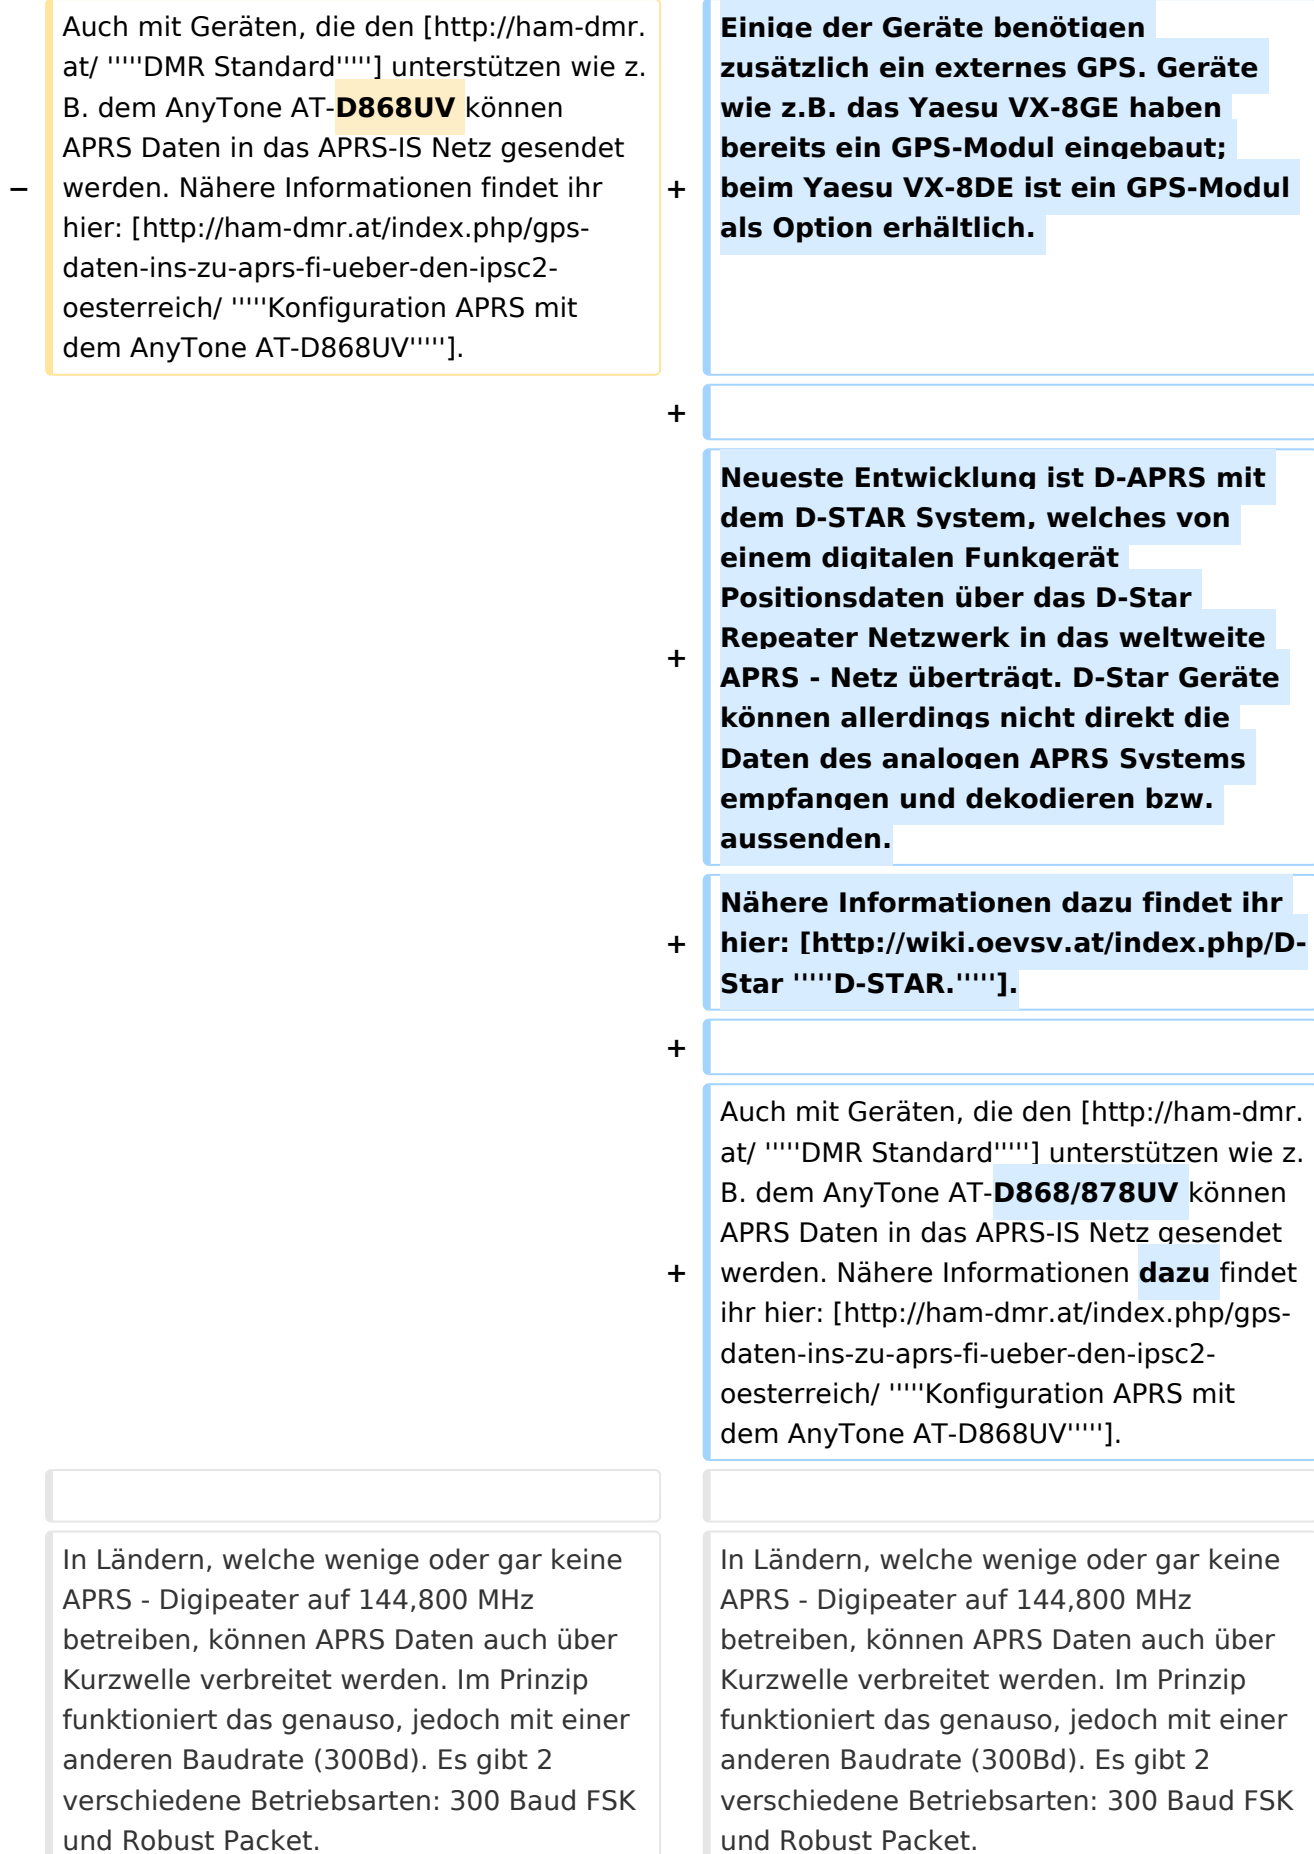 Auch mit Geräten, die den [http://ham-dmr.
at/ '''''DMR Standard'''''] unterstützen wie z.
B. dem AnyTone AT-D868UV können
APRS Daten in das APRS-IS Netz gesendet
− werden. Nähere Informationen findet ihr
hier: [http://ham-dmr.at/index.php/gps-
daten-ins-zu-aprs-fi-ueber-den-ipsc2-
oesterreich/ '''''Konfiguration APRS mit
dem AnyTone AT-D868UV'''''].
Einige der Geräte benötigen
zusätzlich ein externes GPS. Geräte
wie z.B. das Yaesu VX-8GE haben
bereits ein GPS-Modul eingebaut;
+ beim Yaesu VX-8DE ist ein GPS-Modul
als Option erhältlich.
+
Neueste Entwicklung ist D-APRS mit
dem D-STAR System, welches von
einem digitalen Funkgerät
Positionsdaten über das D-Star
Repeater Netzwerk in das weltweite
+ APRS - Netz überträgt. D-Star Geräte
können allerdings nicht direkt die
Daten des analogen APRS Systems
empfangen und dekodieren bzw.
aussenden.
Nähere Informationen dazu findet ihr
+ hier: [http://wiki.oevsv.at/index.php/D-
Star '''''D-STAR.'''''].
+
Auch mit Geräten, die den [http://ham-dmr.
at/ '''''DMR Standard'''''] unterstützen wie z.
B. dem AnyTone AT-D868/878UV können
APRS Daten in das APRS-IS Netz gesendet
+ werden. Nähere Informationen dazu findet
ihr hier: [http://ham-dmr.at/index.php/gps-
daten-ins-zu-aprs-fi-ueber-den-ipsc2-
oesterreich/ '''''Konfiguration APRS mit
dem AnyTone AT-D868UV'''''].
In Ländern, welche wenige oder gar keine
APRS - Digipeater auf 144,800 MHz
betreiben, können APRS Daten auch über
Kurzwelle verbreitet werden. Im Prinzip
funktioniert das genauso, jedoch mit einer
anderen Baudrate (300Bd). Es gibt 2
verschiedene Betriebsarten: 300 Baud FSK
und Robust Packet.
In Ländern, welche wenige oder gar keine
APRS - Digipeater auf 144,800 MHz
betreiben, können APRS Daten auch über
Kurzwelle verbreitet werden. Im Prinzip
funktioniert das genauso, jedoch mit einer
anderen Baudrate (300Bd). Es gibt 2
verschiedene Betriebsarten: 300 Baud FSK
und Robust Packet.